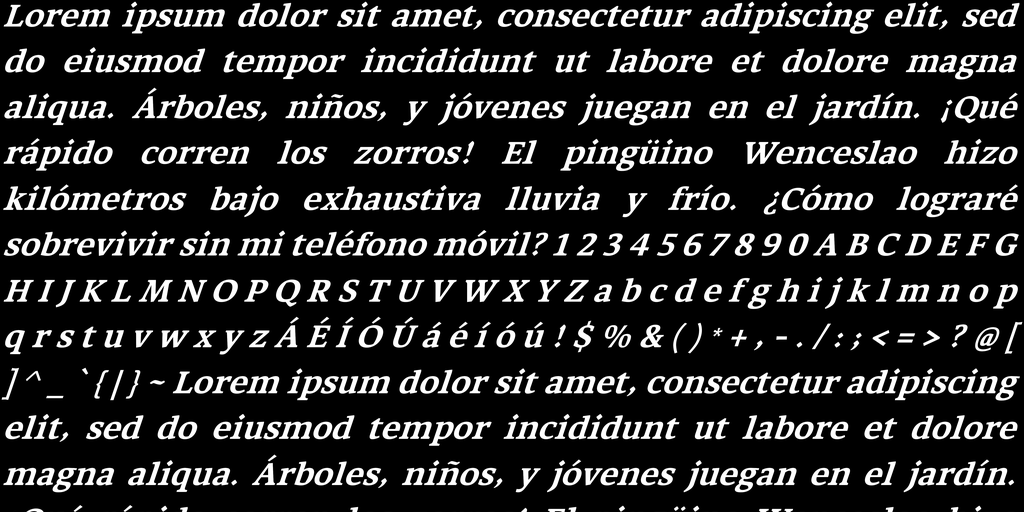 Lorem ipsum dolor sit amet, consectetur adipiscing elit, sed
do eiusmod tempor incididunt ut labore et dolore magna
aliqua. Árboles, niños, y jóvenes juegan en el jardín. ¡Qué
rápido corren los zorros! El pingüino Wenceslao hizo
kilómetros bajo exhaustiva lluvia y frío. ¿Cómo lograré
sobrevivir sin mi teléfono móvil? 1 2 3 4 5 6 7 8 9 0 A B C D E F G
H I J K L M N O P Q R S T U V W X Y Z a b c d e f g h i j k l m n o p
q r s t u v w x y z Á É Í Ó Ú á é í ó ú ! $ % & ( ) * + , - . / : ; < = > ? @ [
] ^ _ ` { | } ~ Lorem ipsum dolor sit amet, consectetur adipiscing
elit, sed do eiusmod tempor incididunt ut labore et dolore
magna aliqua. Árboles, niños, y jóvenes juegan en el jardín.